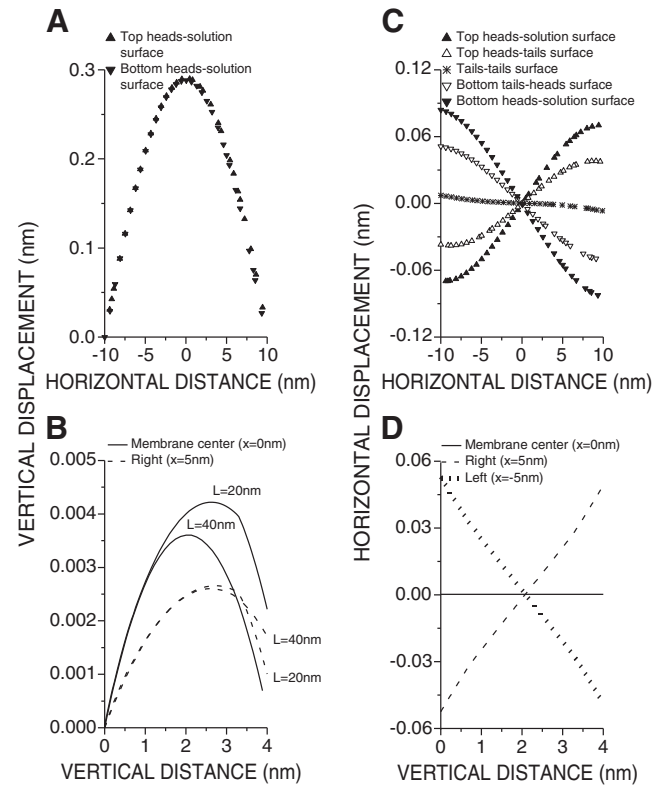 A
Top heads-solution
surface
Bottom heads-solution
surface
0.3
0.2
0.1
0.0
-10 -5 0 5 10
HORIZONTAL DISTANCE (nm)
VERTICAL DISPLACEMENT (nm)
B
Membrane center (x=0nm)
Right (x=5nm)
0.005
0.004
0.003
0.002
0.001
0.000
L=20nm
L=40nm
L=40nm
L=20nm
0 1 2 3 4
VERTICAL DISTANCE (nm)
C
Top heads-solution surface
Top heads-tails surface
Tails-tails surface
Bottom tails-heads surface
Bottom heads-solution surface
0.12
0.06
0.00
-0.06
-0.12
-10 -5 0 5 10
HORIZONTAL DISTANCE (nm)
HORIZONTAL DISPLACEMENT (nm)
D
Membrane center (x=0nm)
Right (x=5nm)
Left (x=-5nm)
0.06
0.03
0.00
-0.03
-0.06
0 1 2 3 4
VERTICAL DISTANCE (nm)